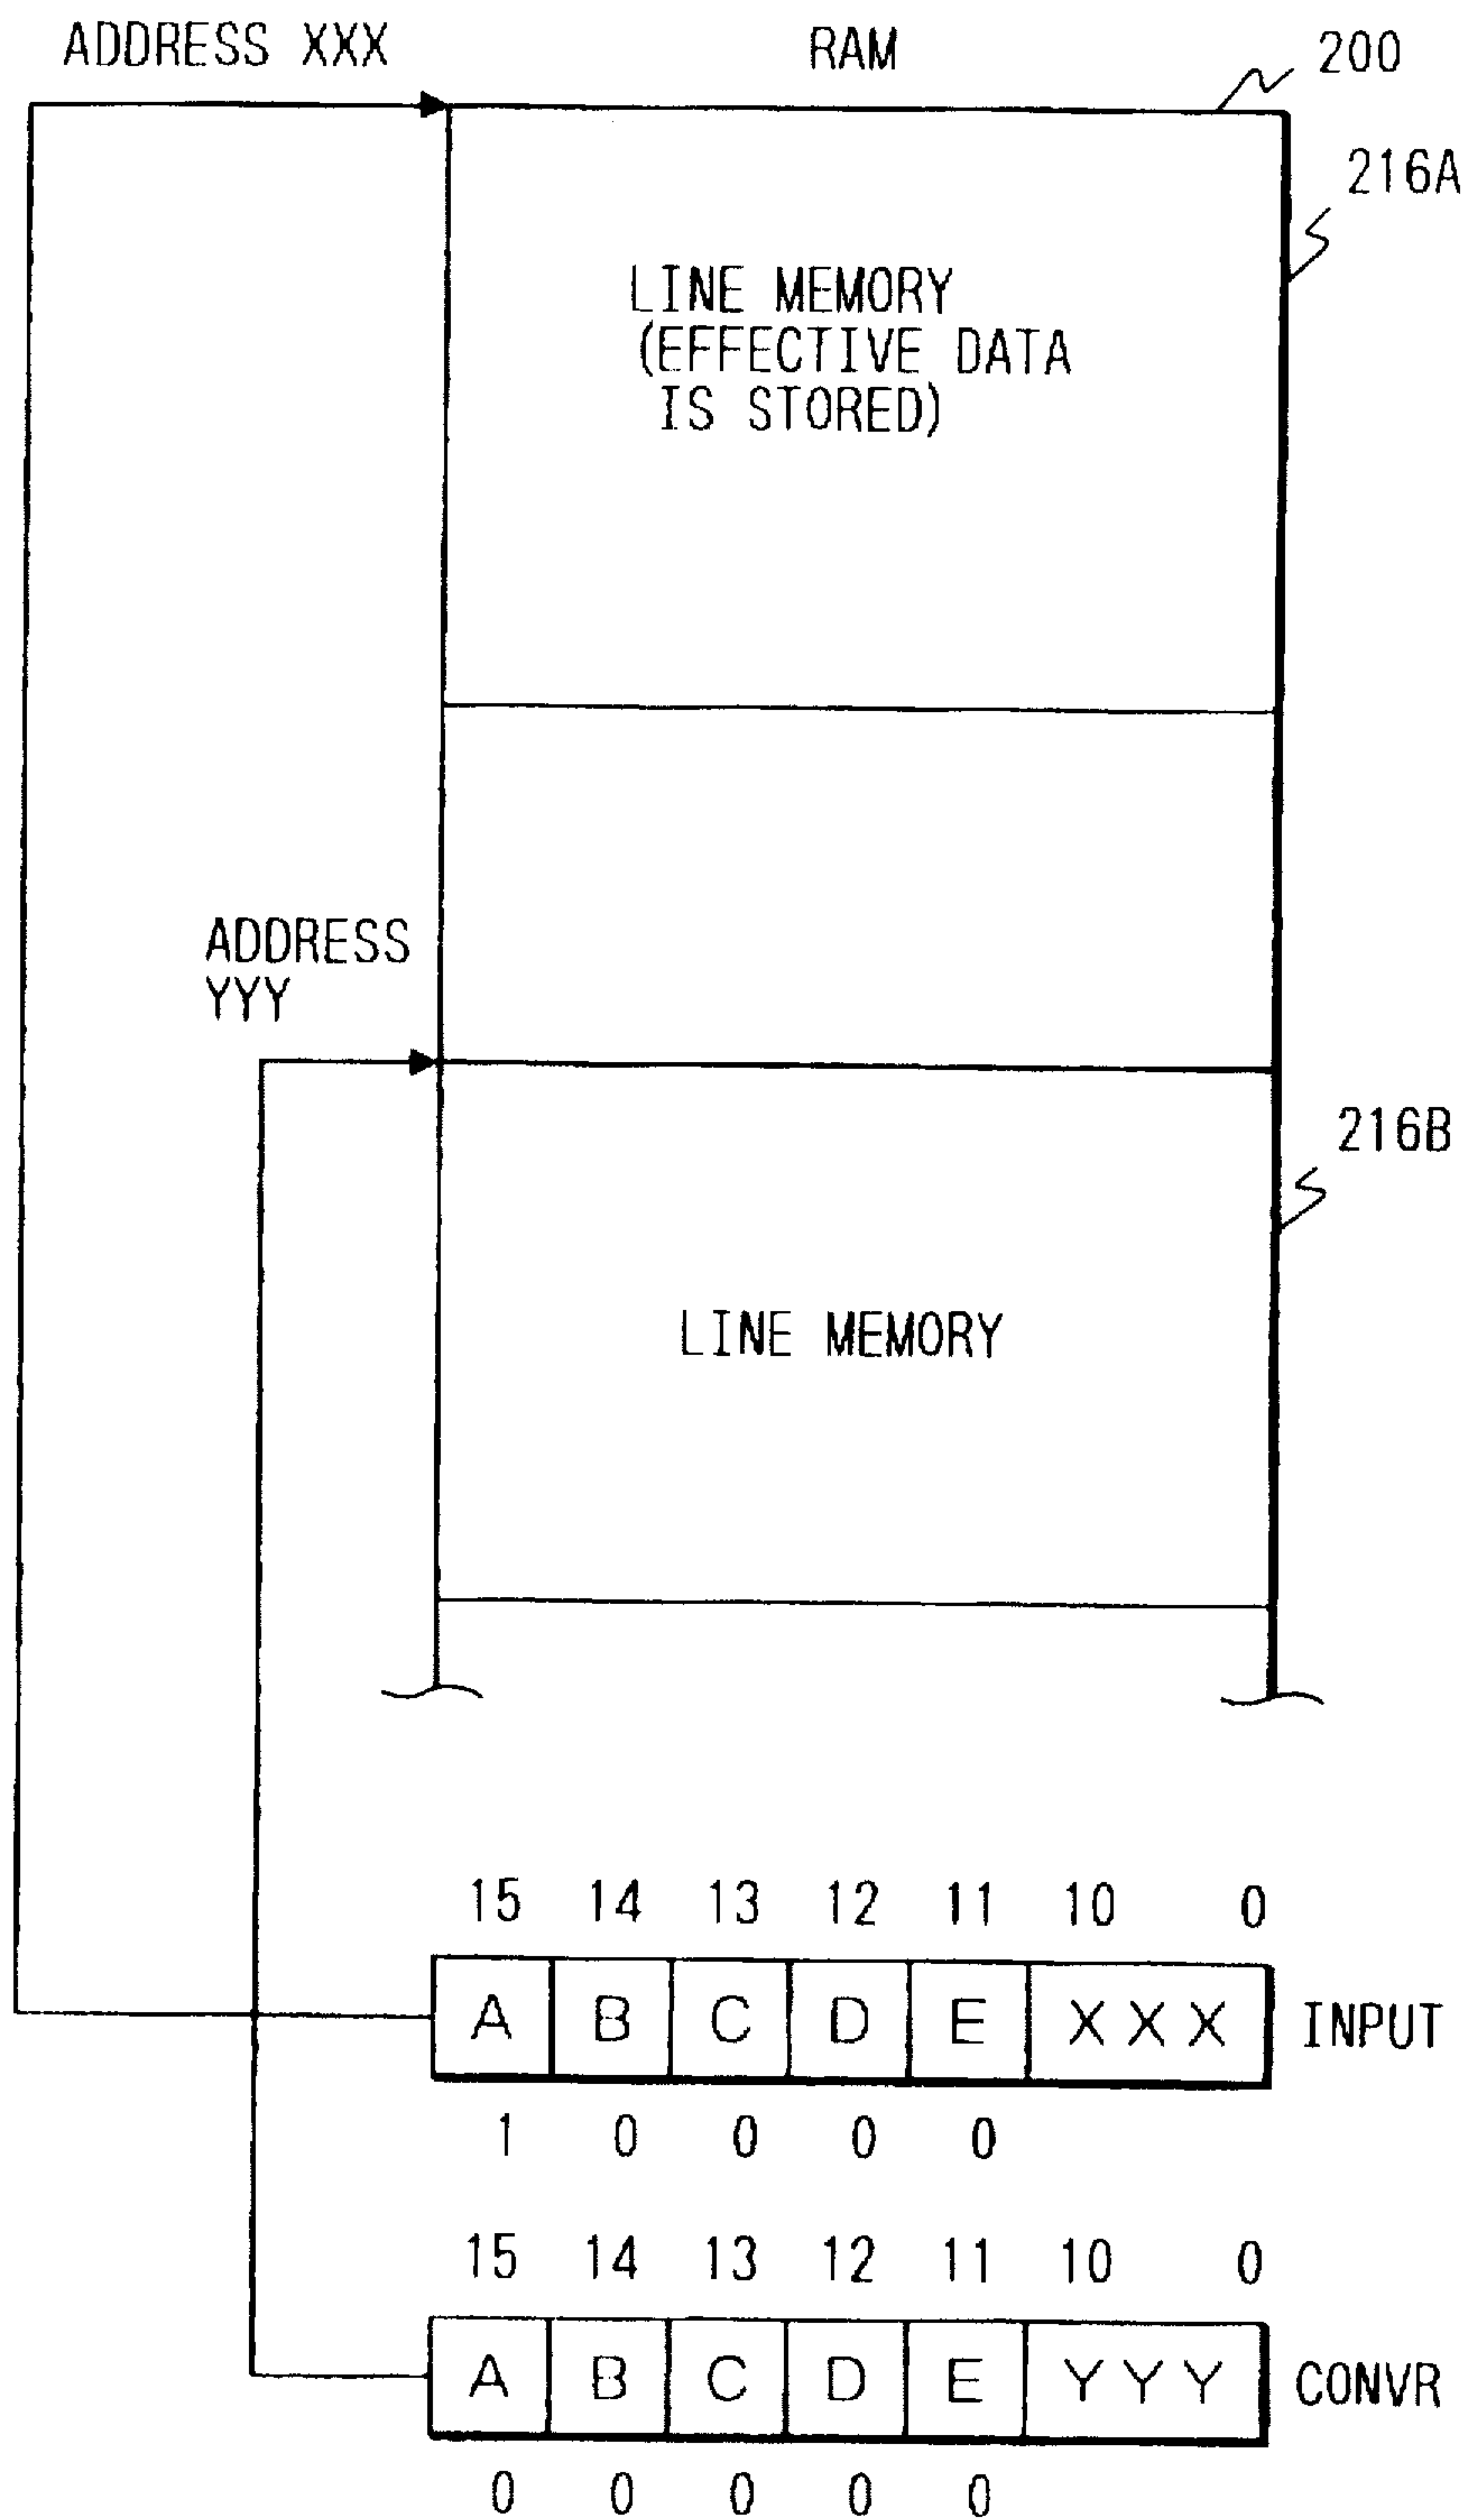 ADDRESS XXX RAM 200
216A
LINE MEMORY
(EFFECTIVE DATA
IS STORED)
ADDRESS
YYY
216B
LINE MEMORY
15 14 13 12 11 10 0
A B C D E X X X INPUT
1 0 0 0 0
15 14 13 12 11 10 0
A B C D E Y Y Y CONVR
0 0 0 0 0